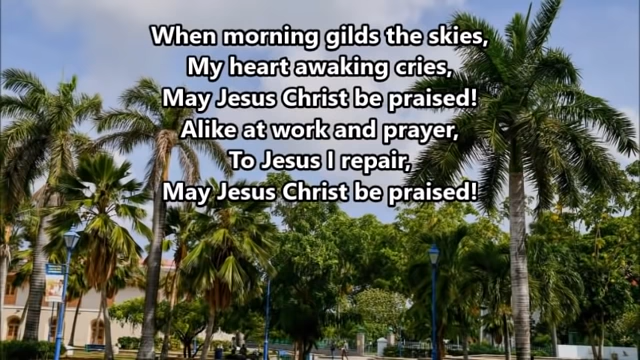 When morning gilds the skies,
My heart awaking cries,
May Jesus Christ be praised!
Alike at work and prayer,
To Jesus I repair,
May Jesus Christ be praised!